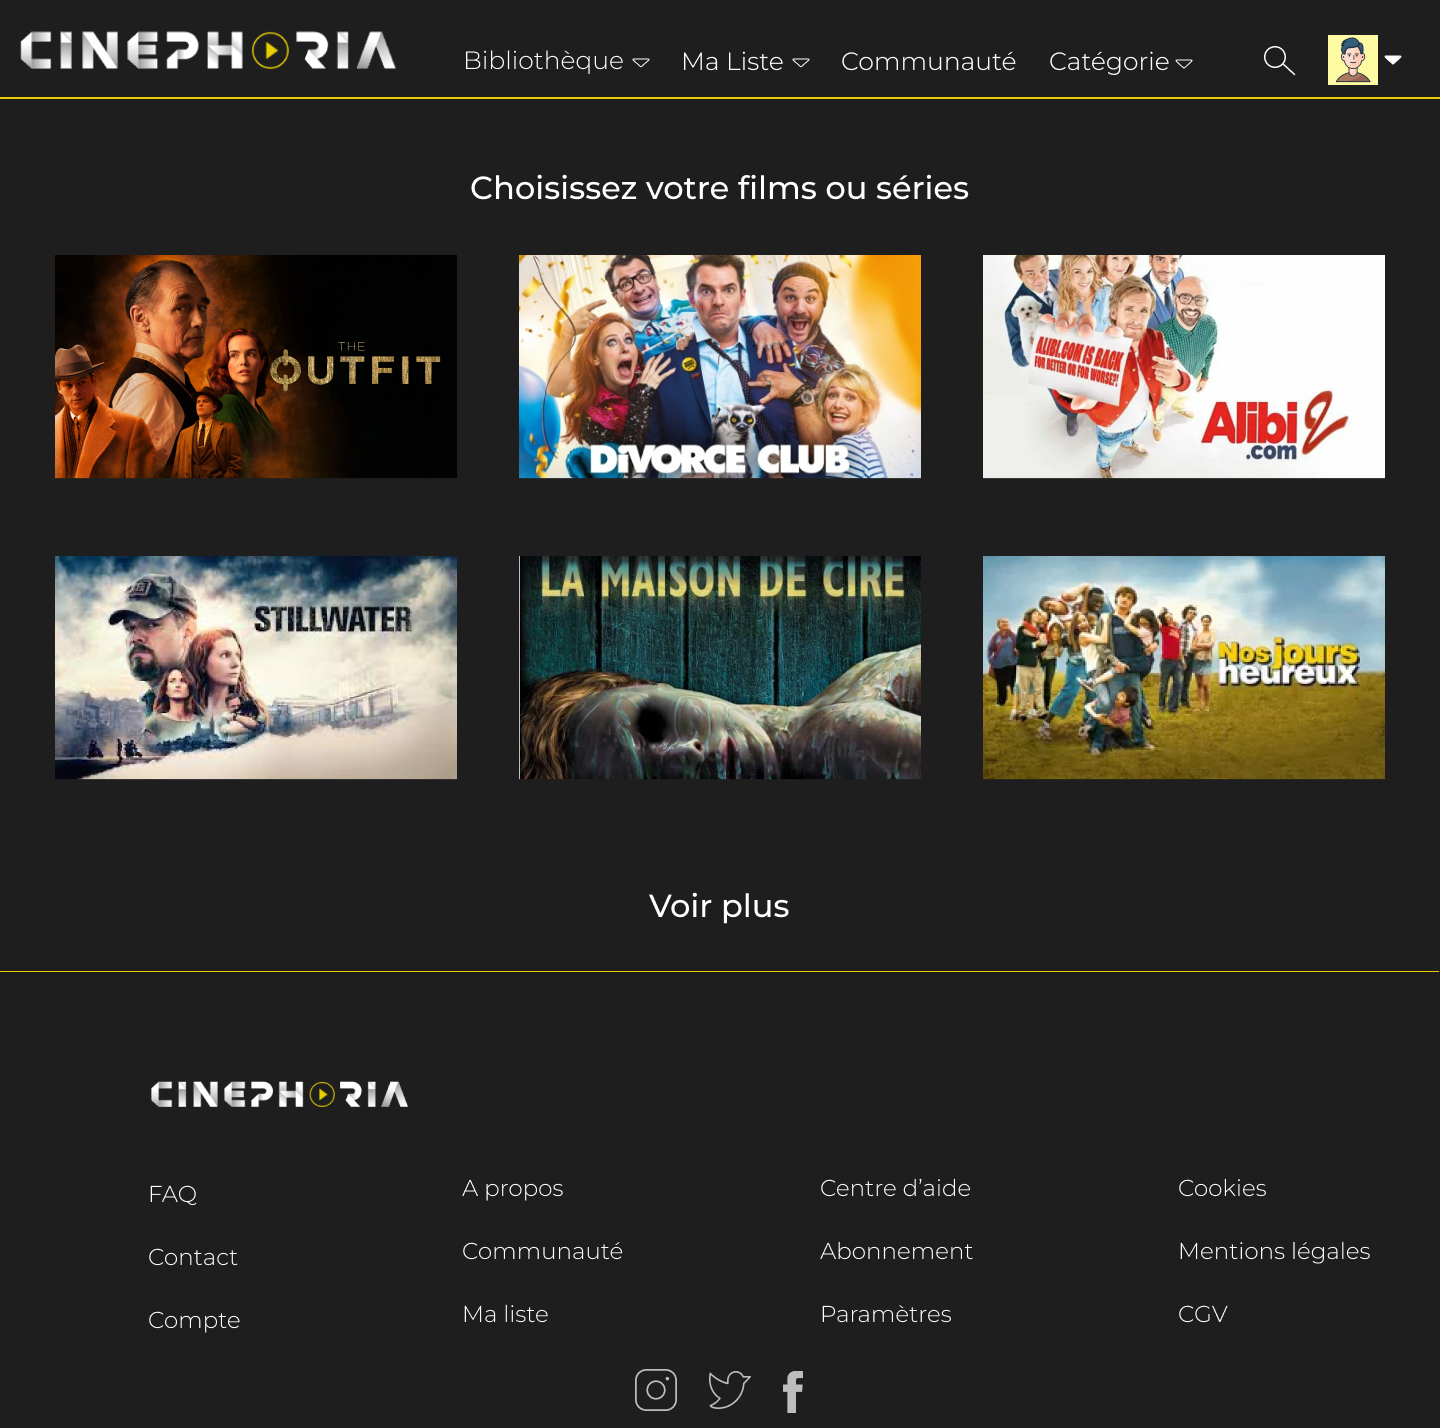 CINEPHORIA
Bibliothèque
Ma Liste
Communauté
Catégorie
Choisissez votre films ou séries
THE
OUTFIT
DiVORCE CLUB
ALIBI.COM IS BACK
FOR BETTER OR FOR WORSE?!
Alibi 2
.com
STILLWATER
LA MAISON DE CIRE
Nos jours
heureux
Voir plus
CINEPHORIA
FAQ
A propos
Centre d’aide
Cookies
Contact
Communauté
Abonnement
Mentions légales
Compte
Ma liste
Paramètres
CGV